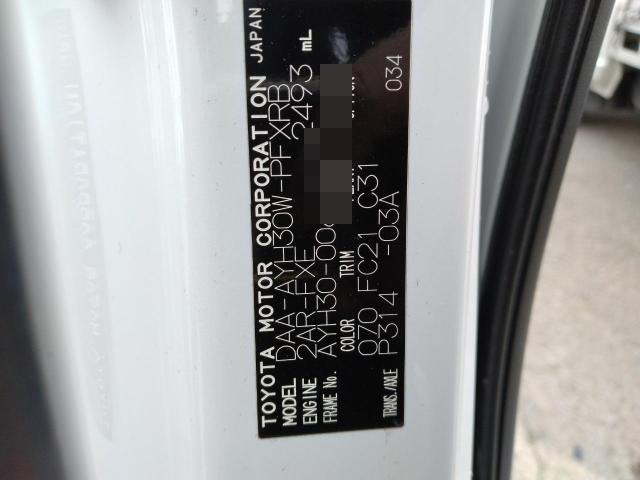 TOYOTA MOTOR CORPORATION JAPAN
MODEL DAA-AYH30W-PFXRB
ENGINE 2AR-FXE 2493 mL
FRAME No. AYH30-00
COLOR TRIM
070 FC21 C31 034
TRANS./AXLE P314 -03A